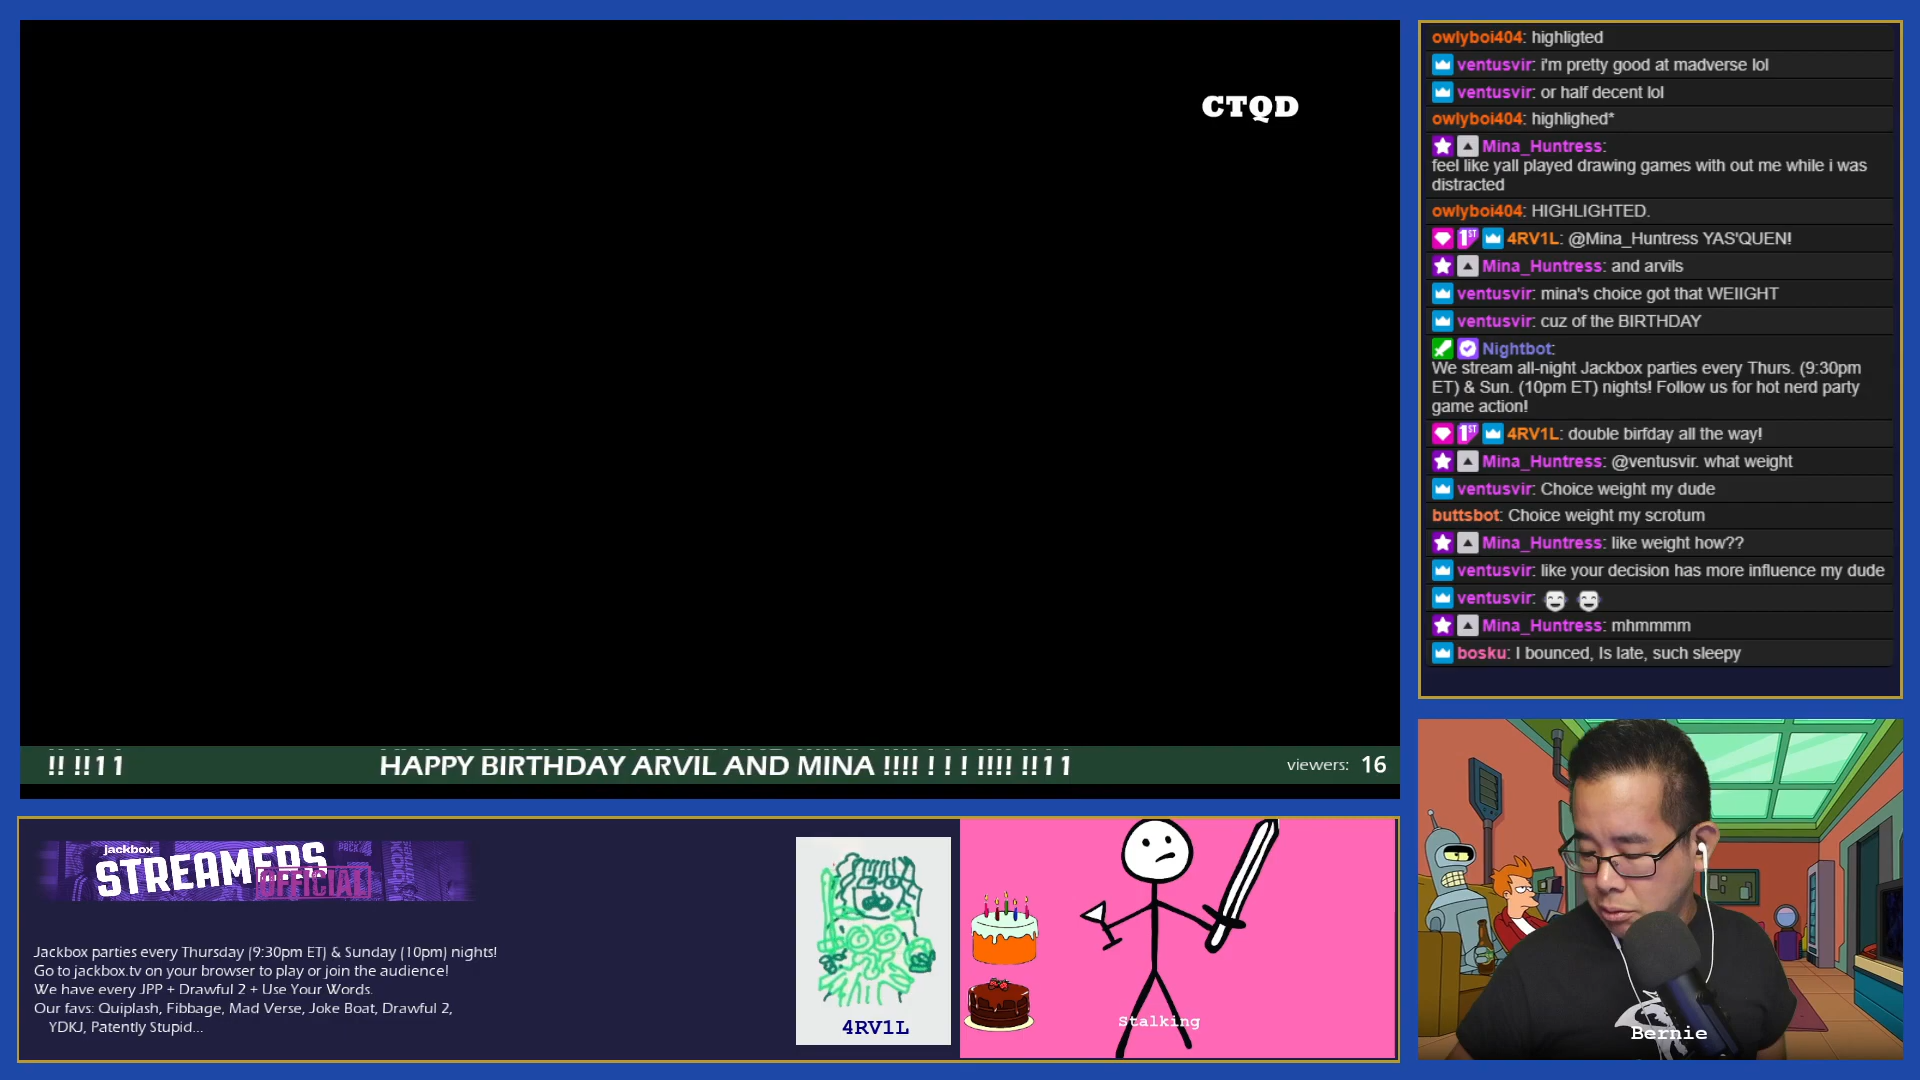 CTQD
!! !!11
HAPPY BIRTHDAY ARVIL AND MINA !!!! ! ! ! !!!! !!11
viewers: 16
owlyboi404: highligted
ventusvir: i'm pretty good at madverse lol
ventusvir: or half decent lol
owlyboi404: highlighed*
Mina_Huntress:
feel like yall played drawing games with out me while i was
distracted
owlyboi404: HIGHLIGHTED.
1ST 4RV1L: @Mina_Huntress YAS'QUEN!
Mina_Huntress: and arvils
ventusvir: mina's choice got that WEIIGHT
ventusvir: cuz of the BIRTHDAY
Nightbot:
We stream all-night Jackbox parties every Thurs. (9:30pm
ET) & Sun. (10pm ET) nights! Follow us for hot nerd party
game action!
1ST 4RV1L: double birfday all the way!
Mina_Huntress: @ventusvir. what weight
ventusvir: Choice weight my dude
buttsbot: Choice weight my scrotum
Mina_Huntress: like weight how??
ventusvir: like your decision has more influence my dude
ventusvir:
Mina_Huntress: mhmmmm
bosku: I bounced, Is late, such sleepy
jackbox
STREAMERS
OFFICIAL
Jackbox parties every Thursday (9:30pm ET) & Sunday (10pm) nights!
Go to jackbox.tv on your browser to play or join the audience!
We have every JPP + Drawful 2 + Use Your Words.
Our favs: Quiplash, Fibbage, Mad Verse, Joke Boat, Drawful 2,
YDKJ, Patently Stupid...
4RV1L
Stalking
Bernie